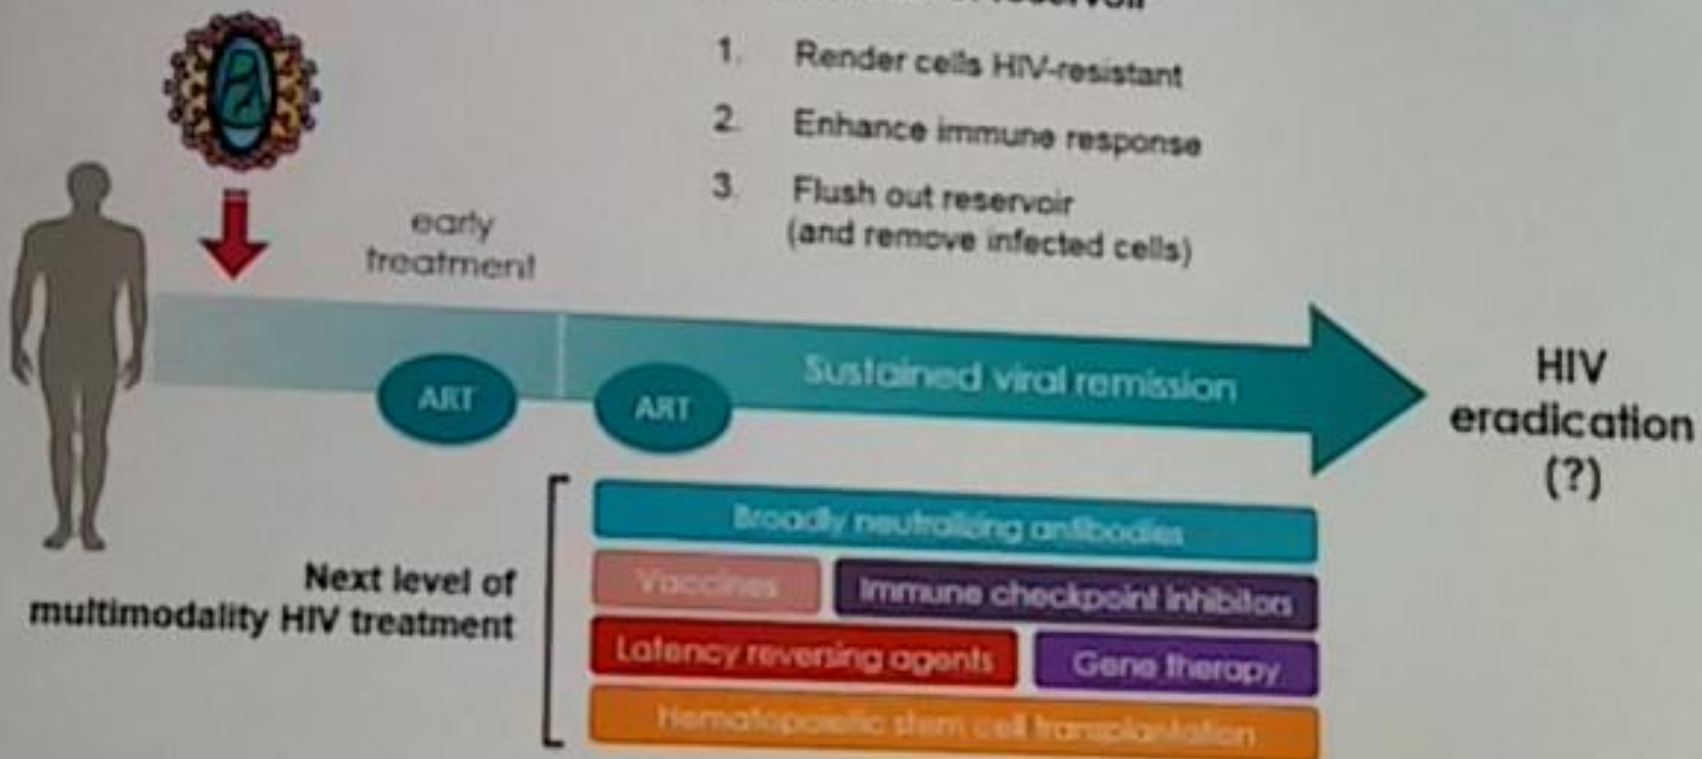 reservoir
1. Render cells HIV-resistant
2. Enhance immune response
3. Flush out reservoir
(and remove infected cells)
early
treatment
ART
ART
Sustained viral remission
HIV
eradication
(?)
Next level of
multimodality HIV treatment
Broadly neutralizing antibodies
Vaccines
Immune checkpoint inhibitors
Latency reversing agents
Gene therapy
Hematopoietic stem cell transplantation